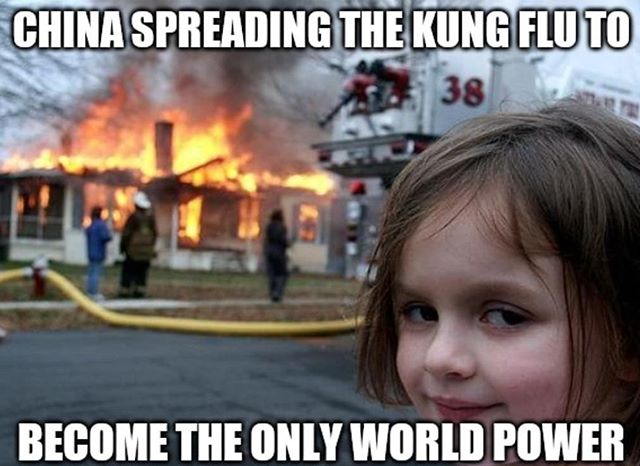 CHINA SPREADING THE KUNG FLU TO
38
BECOME THE ONLY WORLD POWER